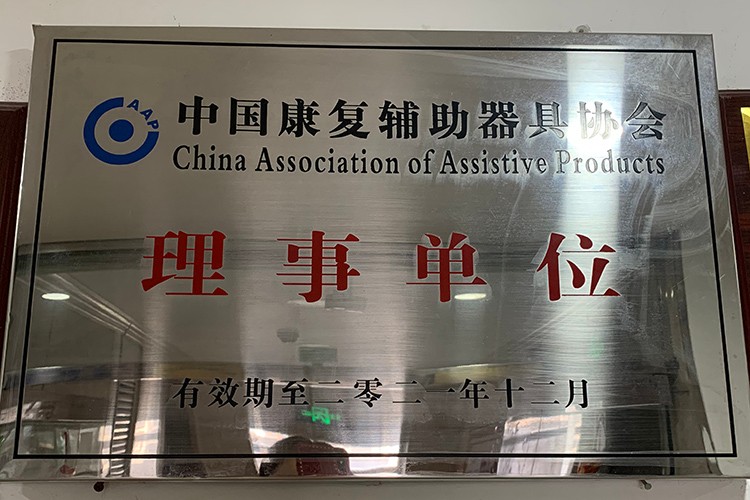 CAAP
中国康复辅助器具协会
China Association of Assistive Products
理事单位
有效期至二零二一年十二月